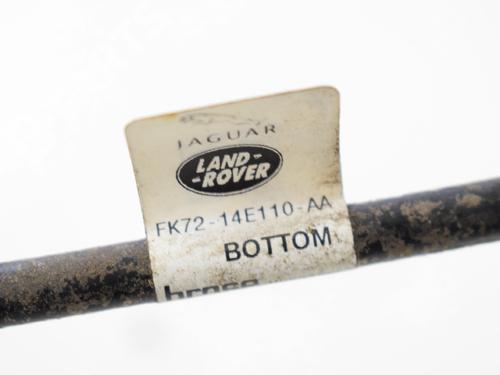 JAGUAR
LAND-
-ROVER
FK72-14E110-AA
BOTTOM